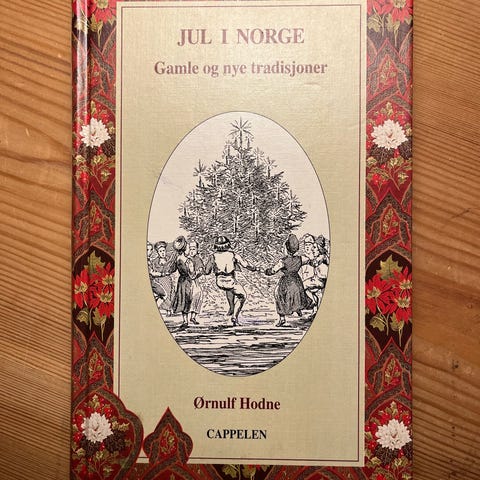 JUL I NORGE
Gamle og nye tradisjoner
Ørnulf Hodne
CAPPELEN